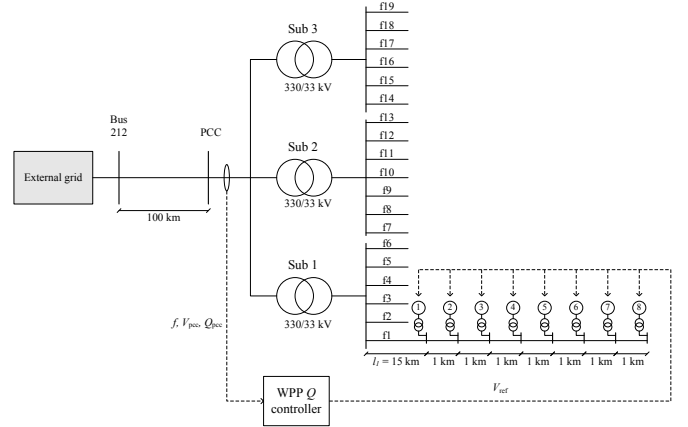 Sub 3
330/33 kV
f19
f18
f17
f16
f15
f14
Bus
212
PCC
External grid
100 km
Sub 2
330/33 kV
f13
f12
f11
f10
f9
f8
f7
Sub 1
330/33 kV
f6
f5
f4
f3
f2
f1
1 2 3 4 5 6 7 8
l1 = 15 km 1 km 1 km 1 km 1 km 1 km 1 km 1 km
f, Vpcc, Qpcc
WPP Q
controller
Vref